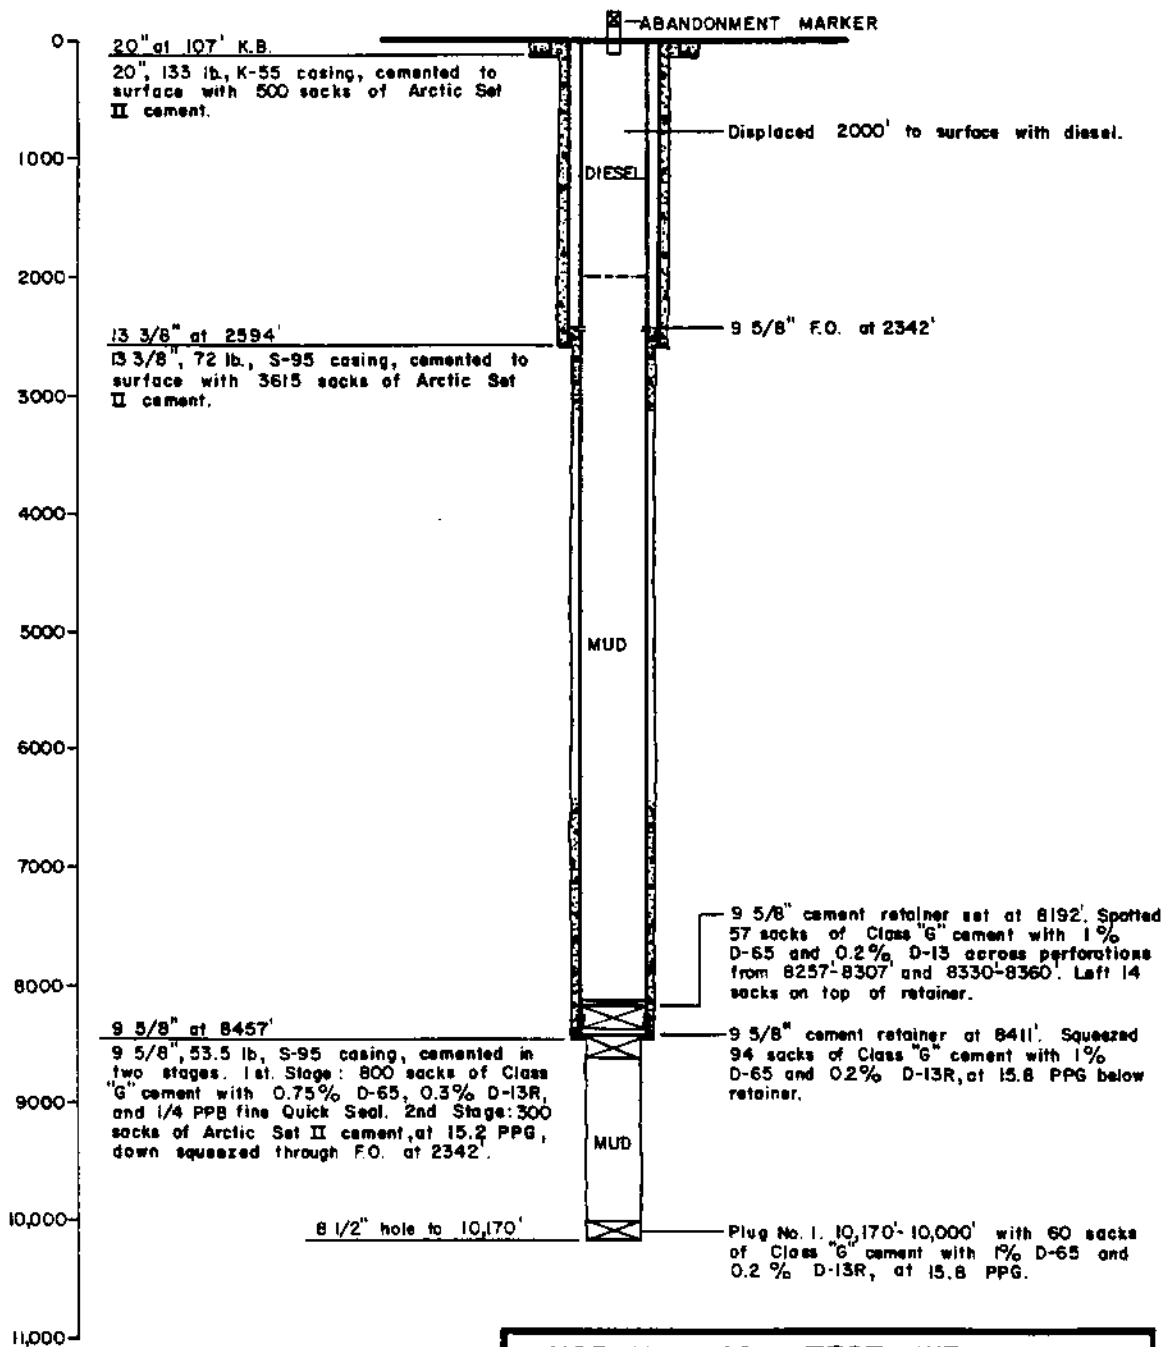 ABANDONMENT MARKER
0
20" at 107' K.B.
20", 133 lb., K-55 casing, cemented to
surface with 500 sacks of Arctic Set
II cement.
Displaced 2000' to surface with diesel.
1000
DIESEL
2000
13 3/8" at 2594'
9 5/8" F.O. at 2342'
13 3/8", 72 lb., S-95 casing, cemented to
surface with 3615 sacks of Arctic Set
II cement.
3000
4000
5000
MUD
6000
7000
9 5/8" cement retainer set at 8192'. Spotted
57 sacks of Class "G" cement with 1%
D-65 and 0.2% D-13 across perforations
from 8257'-8307' and 8330'-8360'. Left 14
sacks on top of retainer.
8000
9 5/8" at 8457'
9 5/8" cement retainer at 8411'. Squeezed
94 sacks of Class "G" cement with 1%
D-65 and 0.2% D-13R, at 15.8 PPG below
retainer.
9 5/8", 53.5 lb, S-95 casing, cemented in
two stages. 1st. Stage: 800 sacks of Class
"G" cement with 0.75% D-65, 0.3% D-13R,
and 1/4 PPB fine Quick Seal. 2nd Stage: 300
sacks of Arctic Set II cement, at 15.2 PPG,
down squeezed through F.O. at 2342'.
9000
MUD
10,000
8 1/2" hole to 10,170'
Plug No. 1. 10,170'-10,000' with 60 sacks
of Class "G" cement with 1% D-65 and
0.2 % D-13R, at 15.8 PPG.
11,000